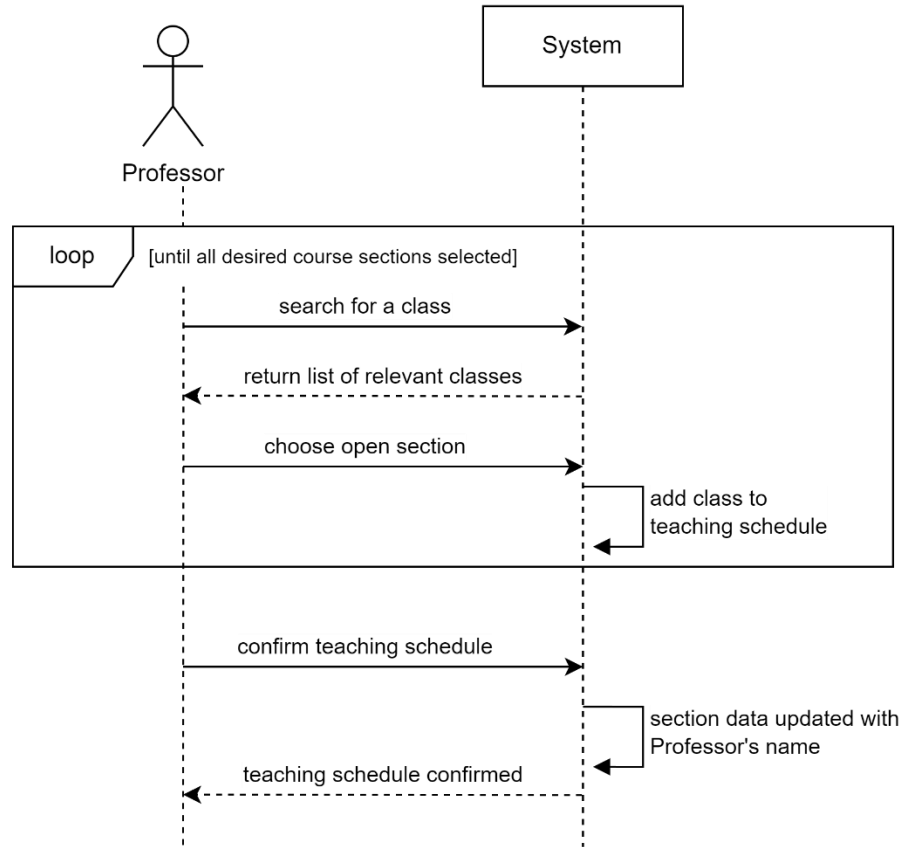 System
Professor
loop
[until all desired course sections selected]
search for a class
return list of relevant classes
choose open section
add class to
teaching schedule
confirm teaching schedule
section data updated with
Professor's name
teaching schedule confirmed